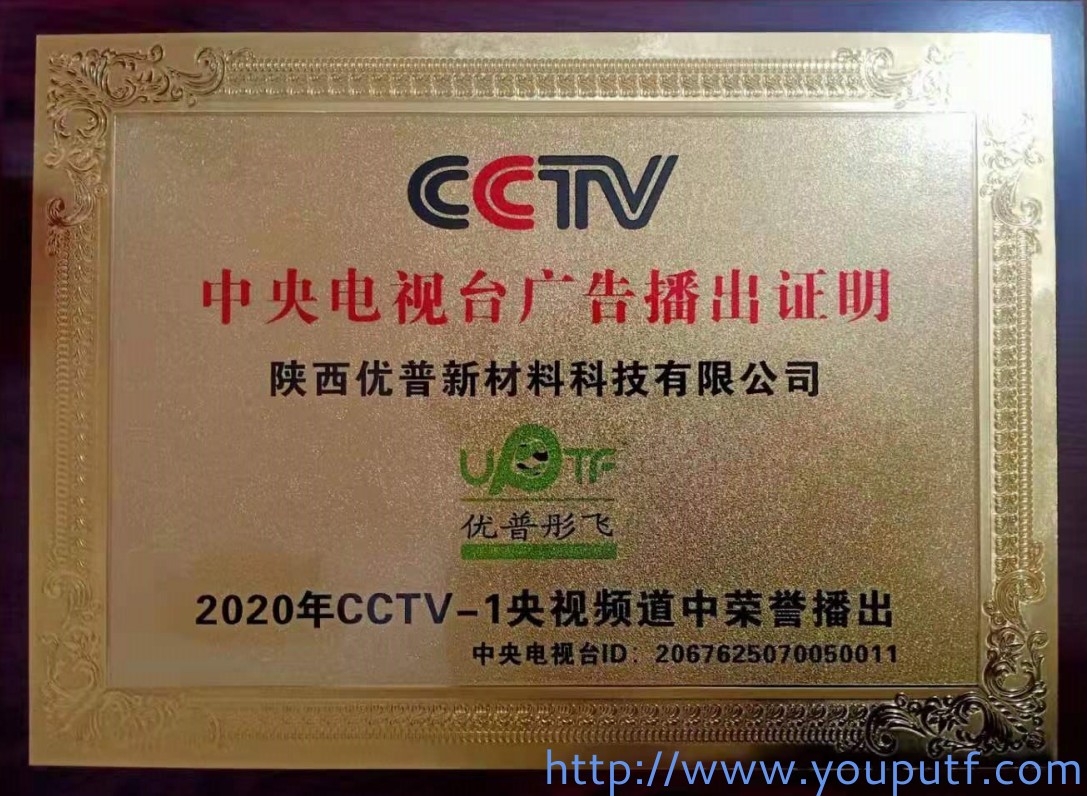 CCTV
中央电视台广告播出证明
陕西优普新材料科技有限公司
UPTF
优普彤飞
2020年CCTV-1央视频道中荣誉播出
中央电视台ID：2067625070050011
http://www.youputf.com